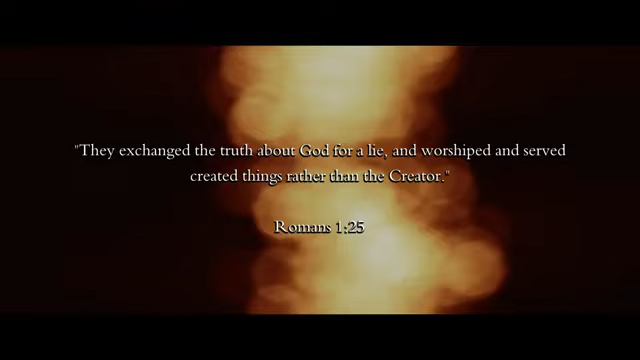 "They exchanged the truth about God for a lie, and worshiped and served
created things rather than the Creator."
Romans 1:25